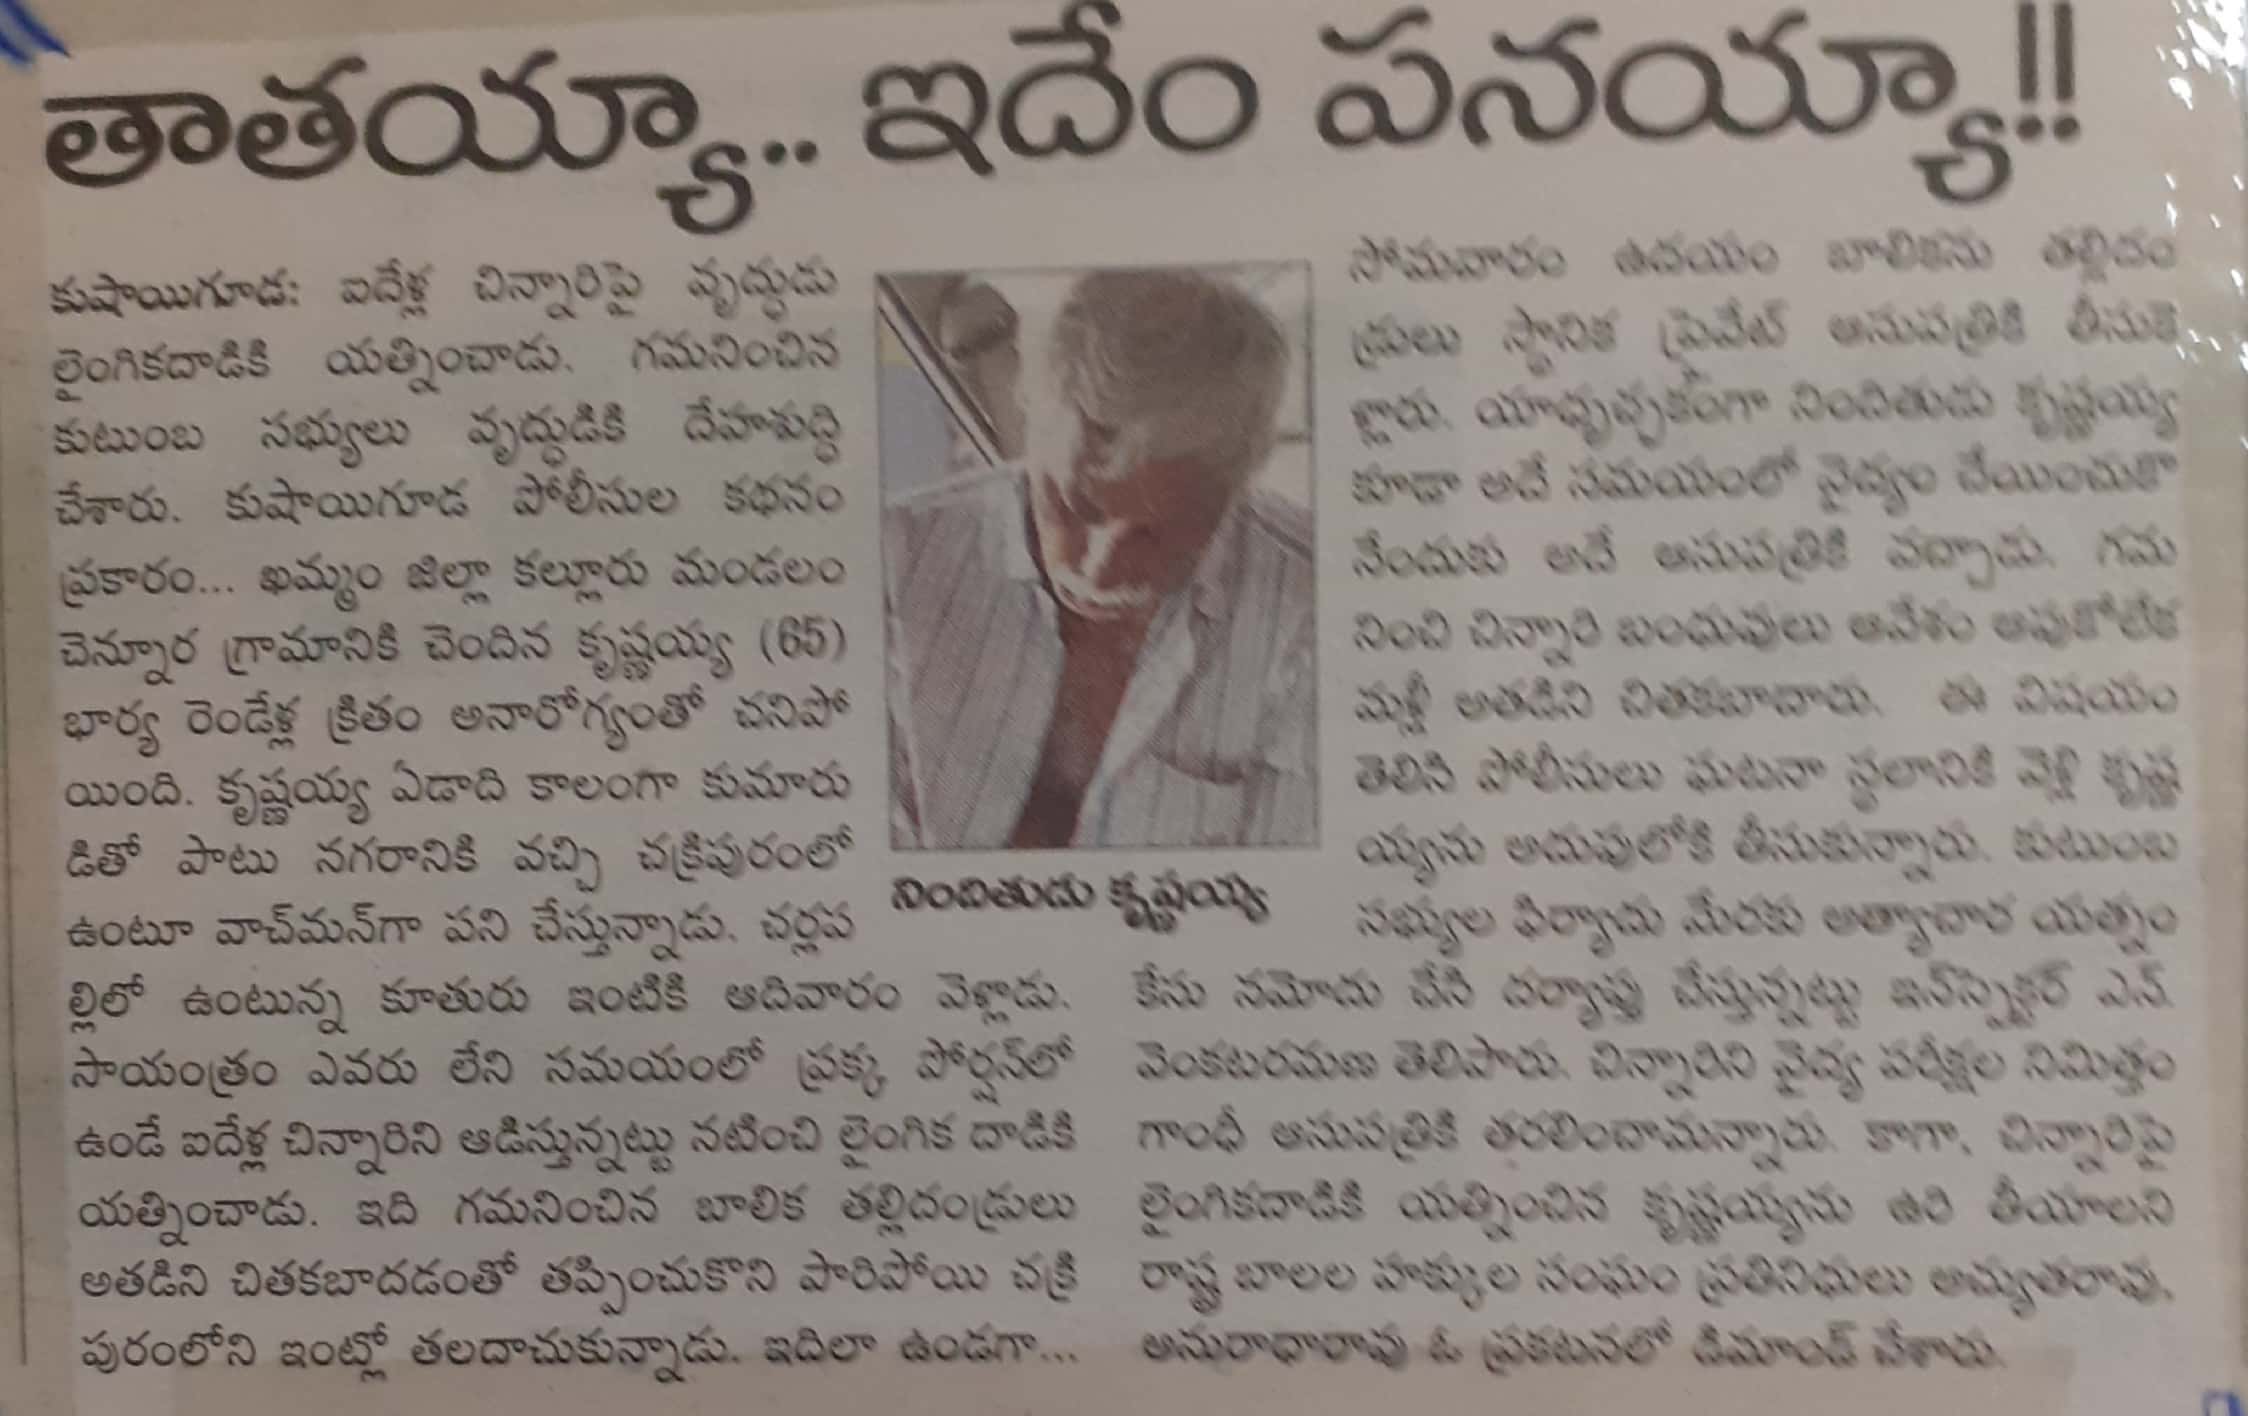 తాతయ్యా.. ఇదేం పనయ్యా!!
కుషాయిగూడ: ఐదేళ్ల చిన్నారిపై వృద్ధుడు
లైంగికదాడికి యత్నించాడు. గమనించిన
కుటుంబ సభ్యులు వృద్ధుడికి దేహశుద్ధి
చేశారు. కుషాయిగూడ పోలీసుల కథనం
ప్రకారం... ఖమ్మం జిల్లా కల్లూరు మండలం
చెన్నూర గ్రామానికి చెందిన కృష్ణయ్య (65)
భార్య రెండేళ్ల క్రితం అనారోగ్యంతో చనిపో
యింది. కృష్ణయ్య ఏడాది కాలంగా కుమారు
డితో పాటు నగరానికి వచ్చి చక్రిపురంలో
ఉంటూ వాచ్‌మన్‌గా పని చేస్తున్నాడు. చర్లప
ల్లిలో ఉంటున్న కూతురు ఇంటికి ఆదివారం వెళ్లాడు.
సాయంత్రం ఎవరు లేని సమయంలో ప్రక్క పోర్షన్‌లో
ఉండే ఐదేళ్ల చిన్నారిని ఆడిస్తున్నట్టు నటించి లైంగిక దాడికి
యత్నించాడు. ఇది గమనించిన బాలిక తల్లిదండ్రులు
అతడిని చితకబాదడంతో తప్పించుకొని పారిపోయి చక్రి
పురంలోని ఇంట్లో తలదాచుకున్నాడు. ఇదిలా ఉండగా...
నిందితుడు కృష్ణయ్య
సోమవారం ఉదయం బాలికను తల్లిదం
డ్రులు స్థానిక ప్రైవేట్ ఆసుపత్రికి తీసుకె
ళ్లారు. యాధృచ్ఛికంగా నిందితుడు కృష్ణయ్య
కూడా అదే సమయంలో వైద్యం చేయించుకొ
నేందుకు అదే ఆసుపత్రికి వచ్చాడు. గమ
నించి చిన్నారి బంధువులు ఆవేశం ఆపుకోలేక
మళ్లీ అతడిని చితకబాదారు. ఈ విషయం
తెలిసి పోలీసులు ఘటనా స్థలానికి వెళ్లి కృష్ణ
య్యను అదుపులోకి తీసుకున్నారు. కుటుంబ
సభ్యుల ఫిర్యాదు మేరకు అత్యాచార యత్నం
కేసు నమోదు చేసి దర్యాప్తు చేస్తున్నట్టు ఇన్‌స్పెక్టర్ ఎన్.
వెంకటరమణ తెలిపారు. చిన్నారిని వైద్య పరీక్షల నిమిత్తం
గాంధీ ఆసుపత్రికి తరలించామన్నారు. కాగా, చిన్నారిపై
లైంగికదాడికి యత్నించిన కృష్ణయ్యను ఉరి తీయాలని
రాష్ట్ర బాలల హక్కుల సంఘం ప్రతినిధులు అచ్యుతరావు,
అనురాధారావు ఓ ప్రకటనలో డిమాండ్ చేశారు.